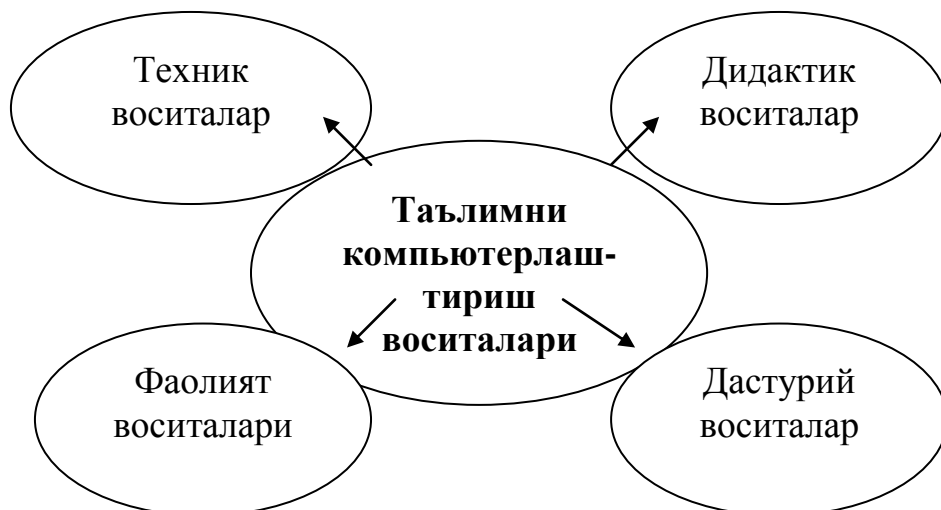 Техник
воситалар
Дидактик
воситалар
Таълимни
компьютерлаш-
тириш
воситалари
Фаолият
воситалари
Дастурий
воситалар